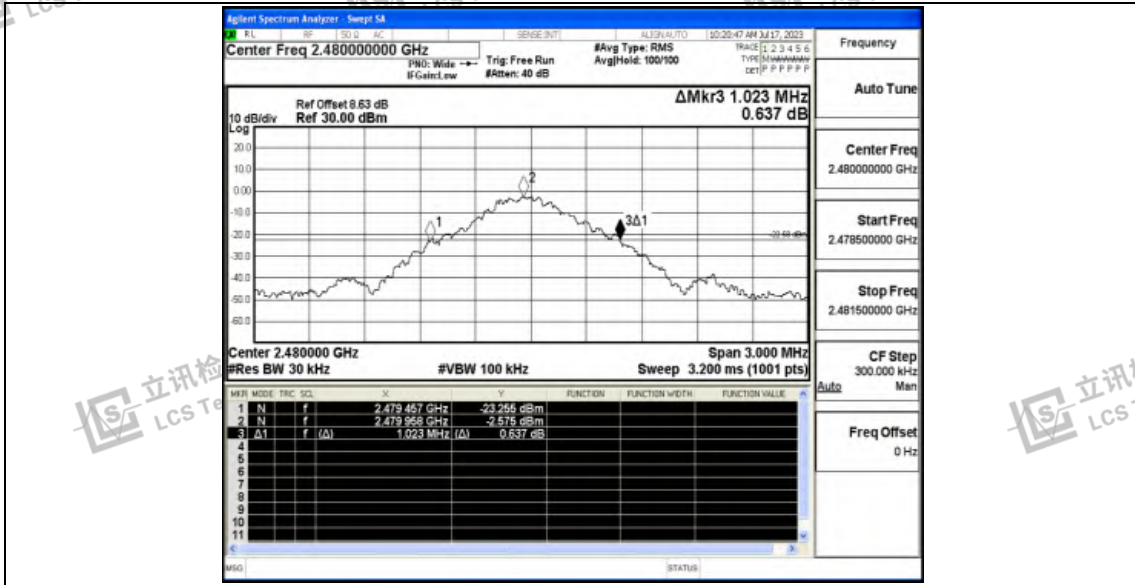 Agilent Spectrum Analyzer - Swept SA
RL RF 50 Ω AC SENSE:INT ALIGNAUTO 10:20:47 AM Jul 17, 2023
Center Freq 2.480000000 GHz
PNO: Wide
IFGain:Low
Trig: Free Run
#Atten: 40 dB
#Avg Type: RMS
Avg|Hold: 100/100
TRACE 1 2 3 4 5 6
TYPE M
DET P P P P P P
ΔMkr3 1.023 MHz
0.637 dB
Ref Offset 8.63 dB
10 dB/div Ref 30.00 dBm
Log
20.0
10.0
0.00
-10.0
-20.0
-30.0
-40.0
-50.0
-60.0
1
2
3Δ1
-22.58 dBm
Center 2.480000 GHz Span 3.000 MHz
#Res BW 30 kHz #VBW 100 kHz Sweep 3.200 ms (1001 pts)
MKR MODE TRC SCL X Y FUNCTION FUNCTION WIDTH FUNCTION VALUE
1 N f 2.479 457 GHz -23.255 dBm
2 N f 2.479 958 GHz -2.575 dBm
3 Δ1 f (Δ) 1.023 MHz (Δ) 0.637 dB
4
5
6
7
8
9
10
11
MSG STATUS
Frequency
Auto Tune
Center Freq
2.480000000 GHz
Start Freq
2.478500000 GHz
Stop Freq
2.481500000 GHz
CF Step
300.000 kHz
Auto Man
Freq Offset
0 Hz
立讯检
LCS Te
立讯
LCS